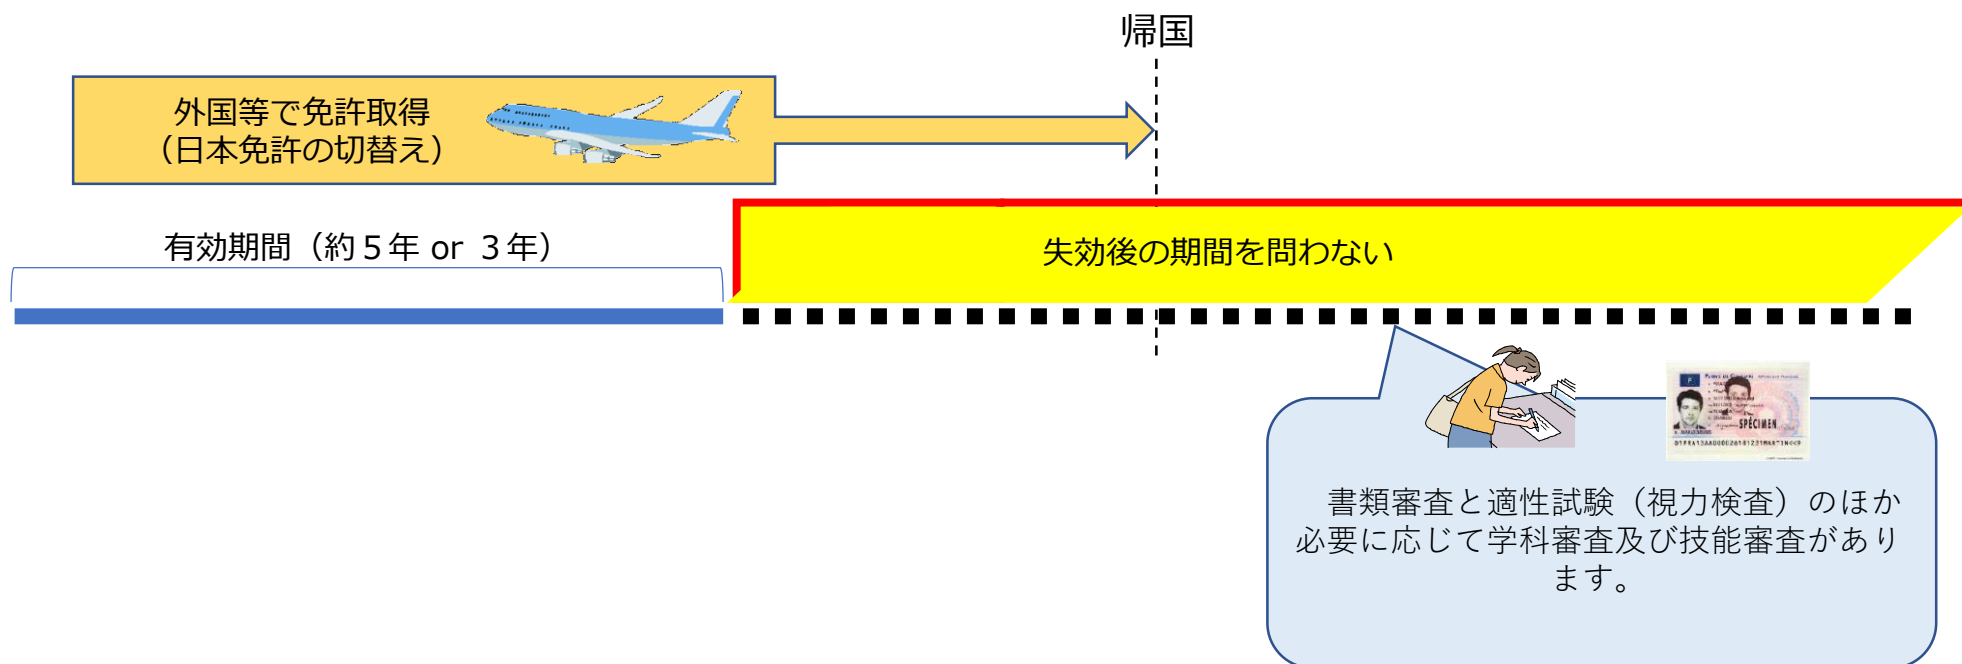 帰国
外国等で免許取得
（日本免許の切替え）
有効期間（約５年 or ３年）
失効後の期間を問わない
SPÉCIMEN
書類審査と適性試験（視力検査）のほか
必要に応じて学科審査及び技能審査があり
ます。